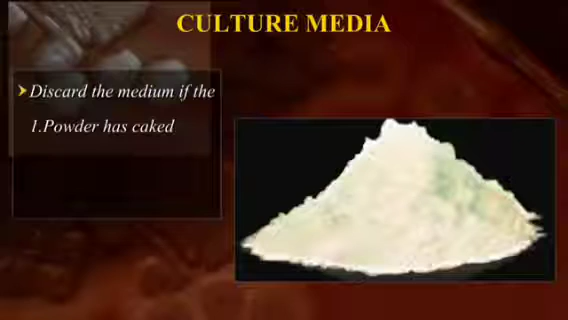 CULTURE MEDIA
➤Discard the medium if the
1.Powder has caked